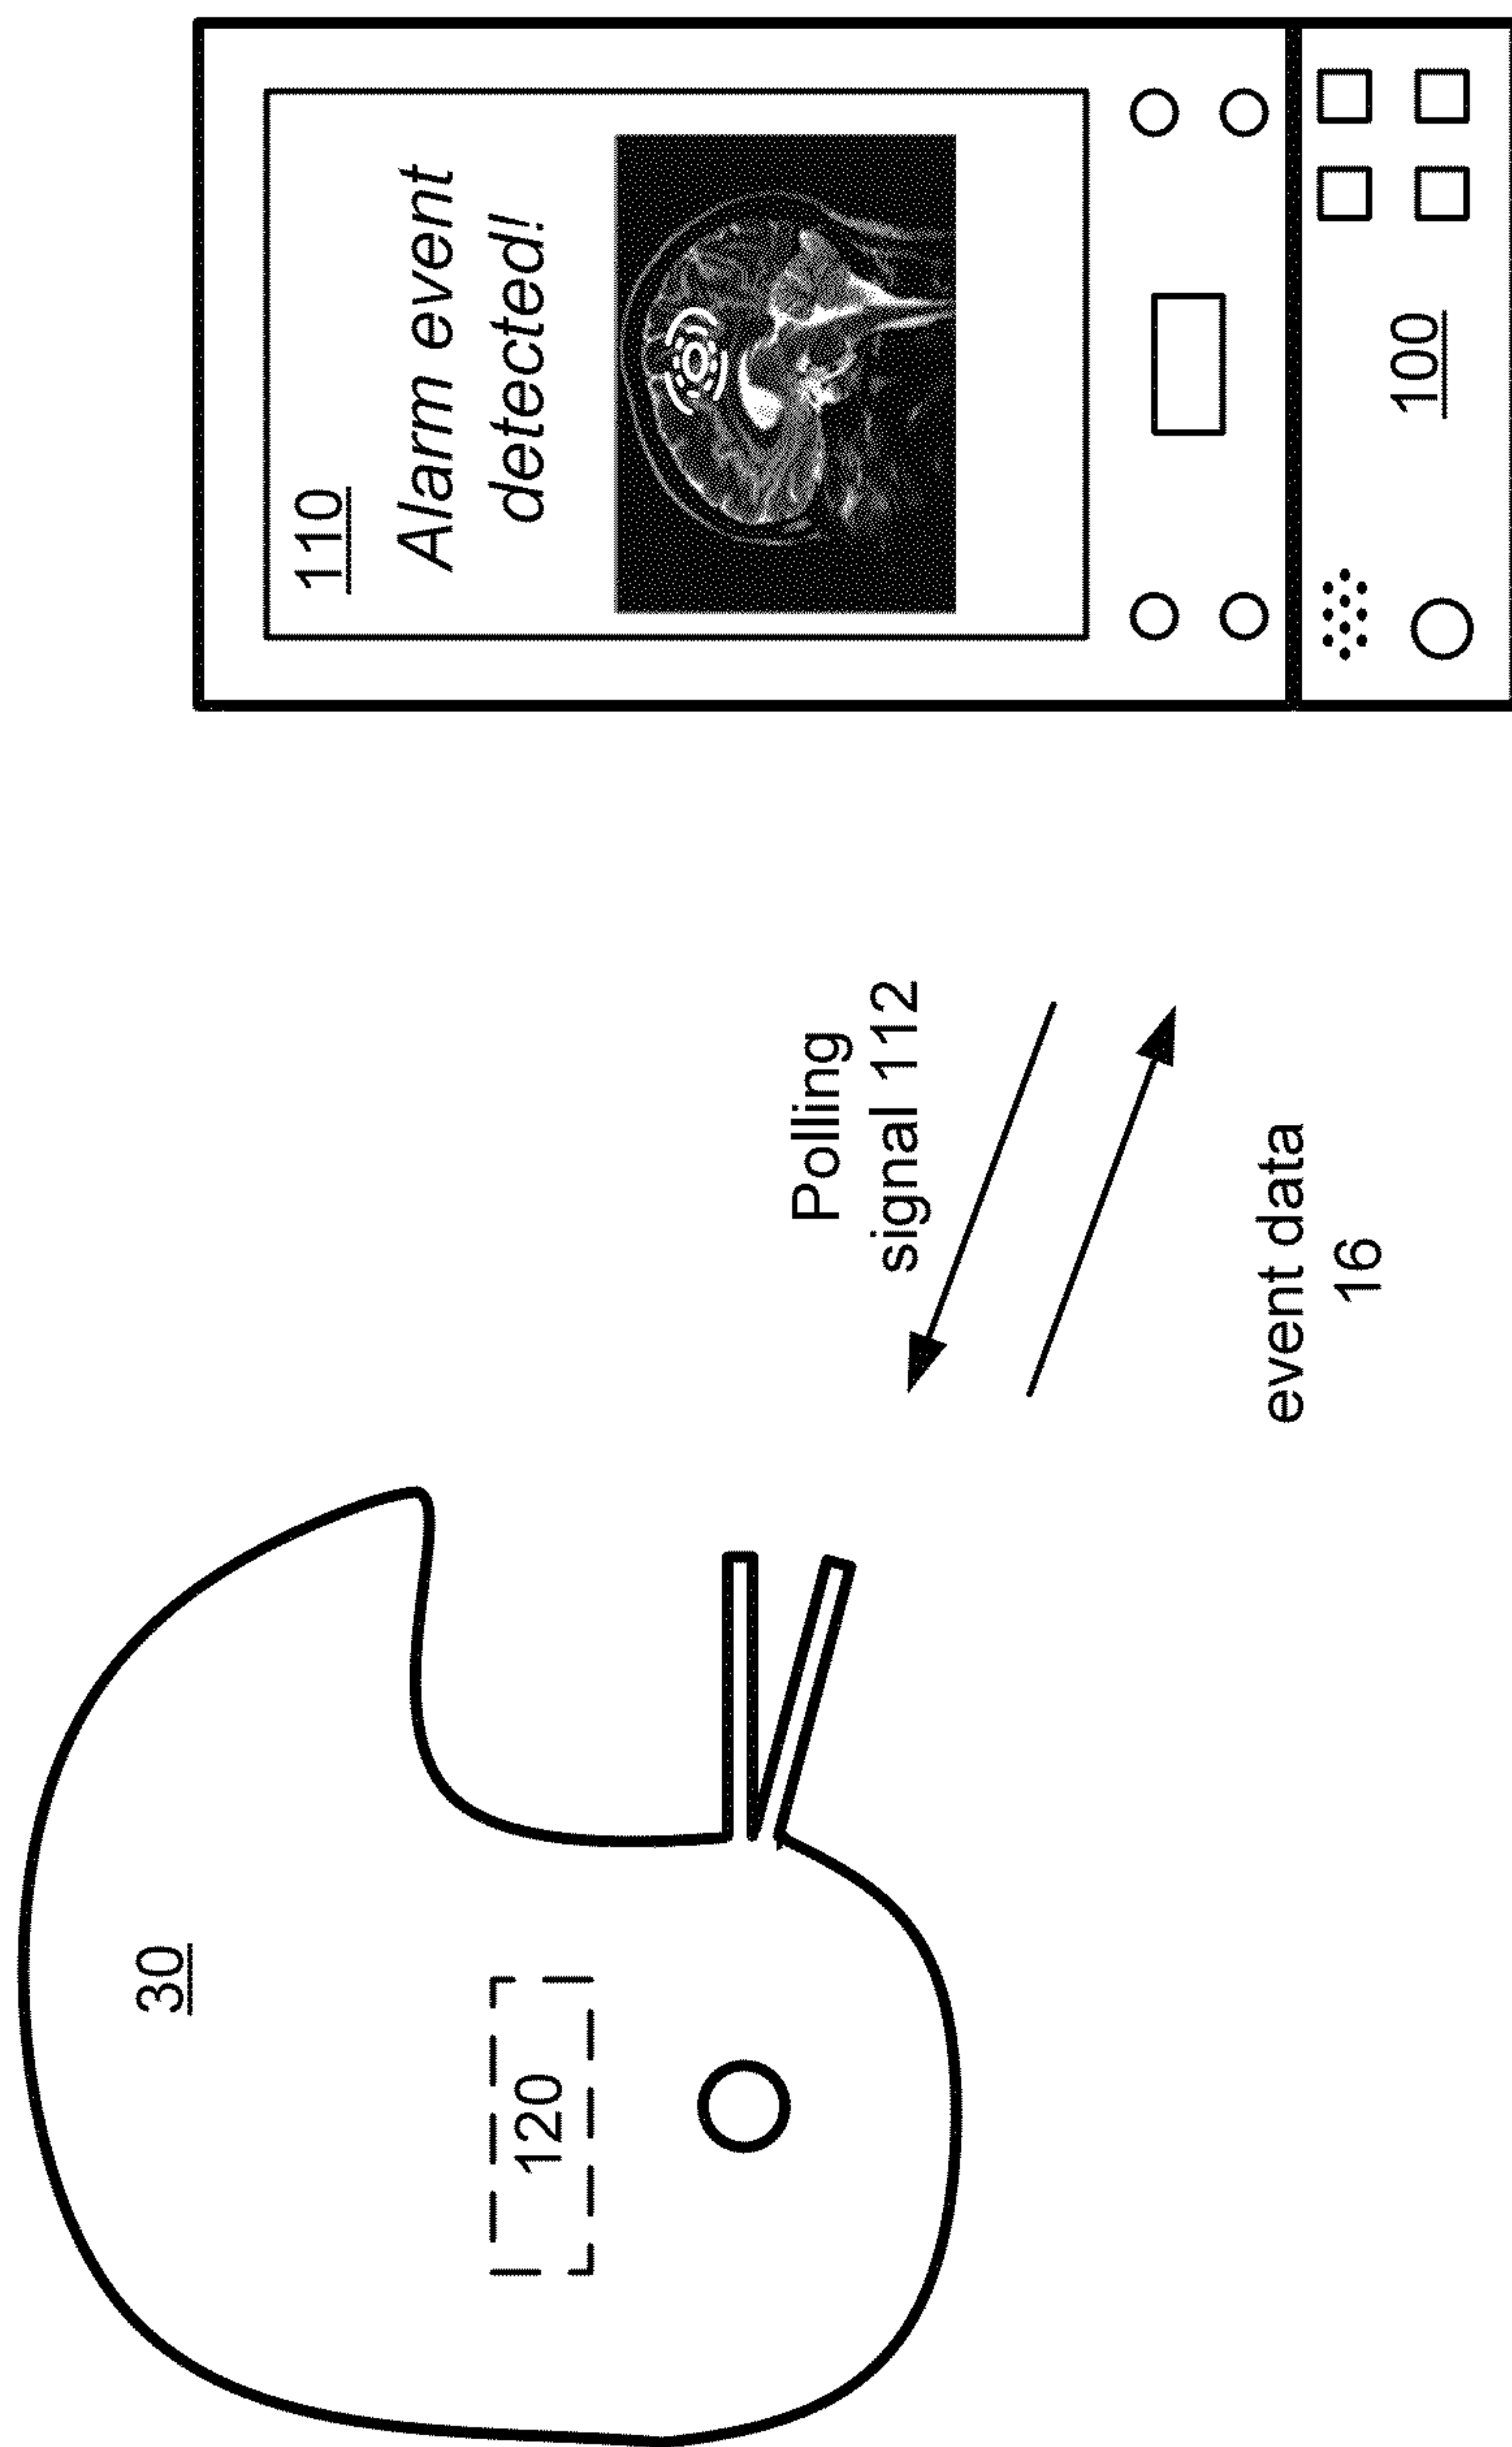 30
120
Polling
signal 112
event data
16
110
Alarm event
detected!
100